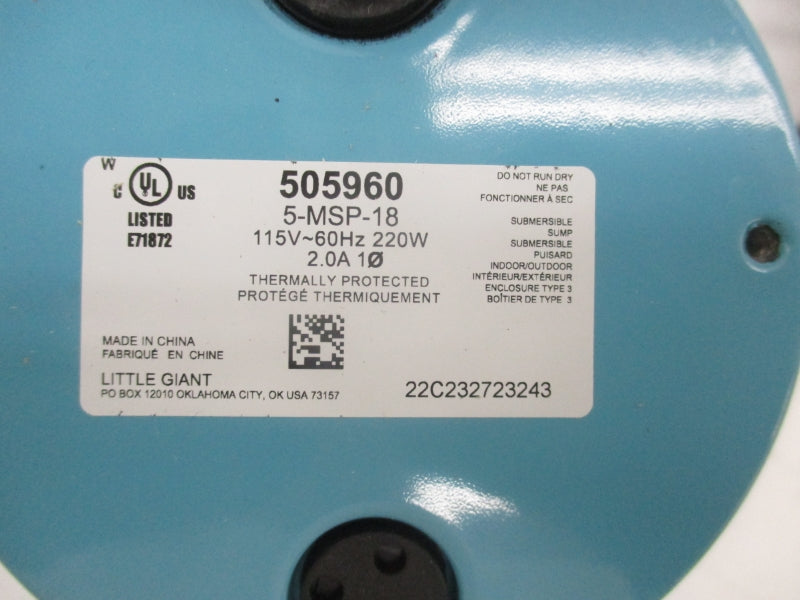 W
C UL US
LISTED
E71872
505960
5-MSP-18
115V~60Hz 220W
2.0A 1Ø
THERMALLY PROTECTED
PROTÉGÉ THERMIQUEMENT
DO NOT RUN DRY
NE PAS
FONCTIONNER À SEC
SUBMERSIBLE
SUMP
SUBMERSIBLE
PUISARD
INDOOR/OUTDOOR
INTÉRIEUR/EXTÉRIEUR
ENCLOSURE TYPE 3
BOÎTIER DE TYPE 3
MADE IN CHINA
FABRIQUÉ EN CHINE
LITTLE GIANT
PO BOX 12010 OKLAHOMA CITY, OK USA 73157
22C232723243